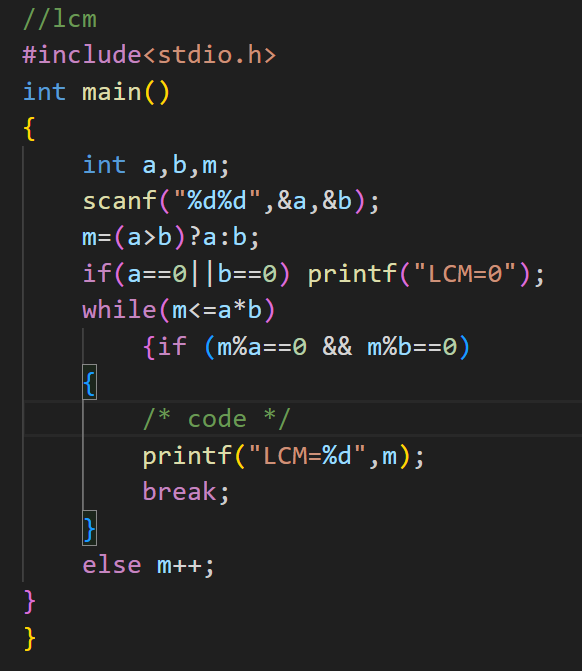 //lcm
#include<stdio.h>
int main()
{
    int a,b,m;
    scanf("%d%d",&a,&b);
    m=(a>b)?a:b;
    if(a==0||b==0) printf("LCM=0");
    while(m<=a*b)
        {if (m%a==0 && m%b==0)
    {
        /* code */
        printf("LCM=%d",m);
        break;
    }
    else m++;
}
}